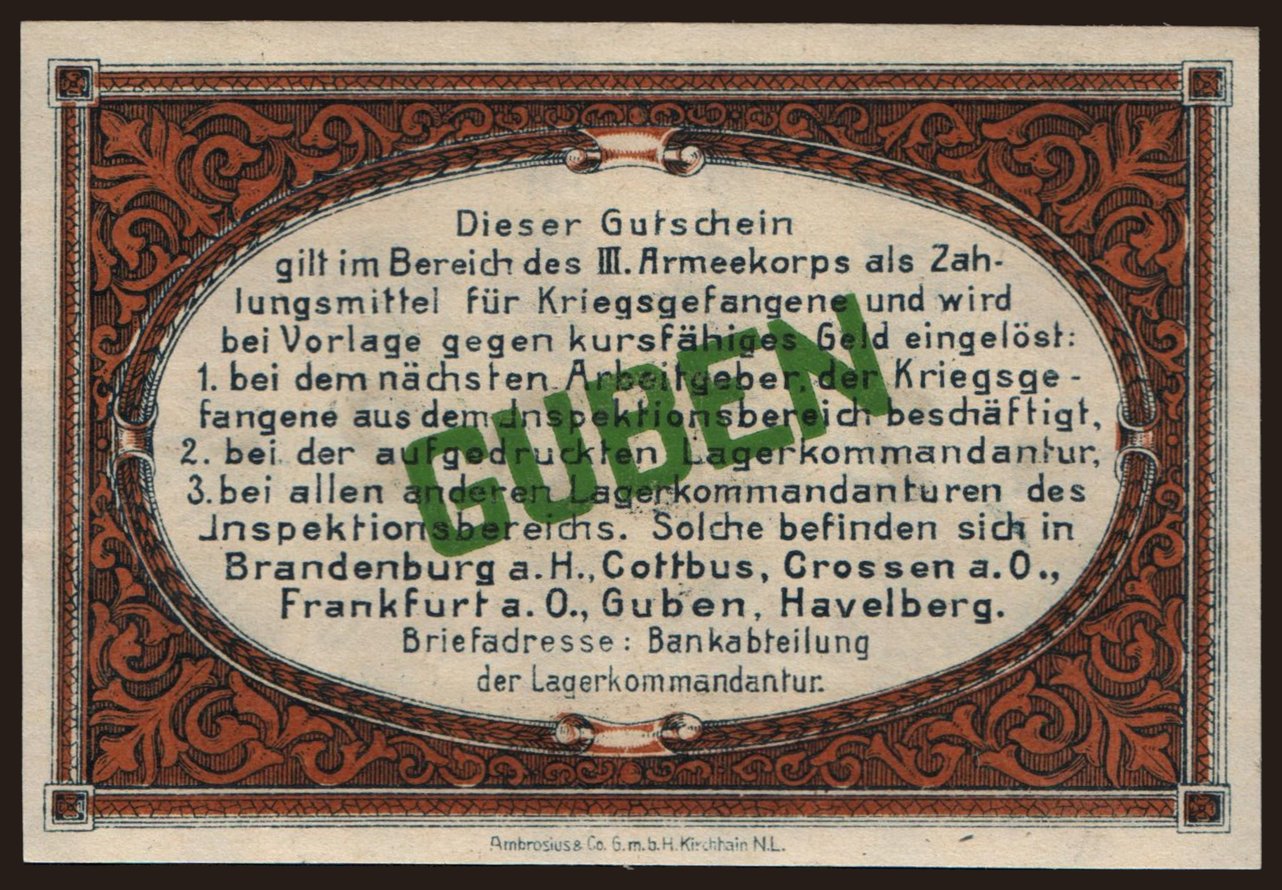 Dieser Gutschein
gilt im Bereich des III. Armeekorps als Zah-
lungsmittel für Kriegsgefangene und wird
bei Vorlage gegen kursfähiges Geld eingelöst:
1. bei dem nächsten Arbeitgeber, der Kriegsge-
fangene aus dem Inspektionsbereich beschäftigt,
2. bei der aufgedruckten Lagerkommandantur,
3. bei allen anderen Lagerkommandanturen des
Inspektionsbereichs. Solche befinden sich in
Brandenburg a. H., Cottbus, Crossen a. O.,
Frankfurt a. O., Guben, Havelberg.
Briefadresse: Bankabteilung
der Lagerkommandantur.
GUBEN
Ambrosius & Co. G.m.b.H. Kirchhain N.L.